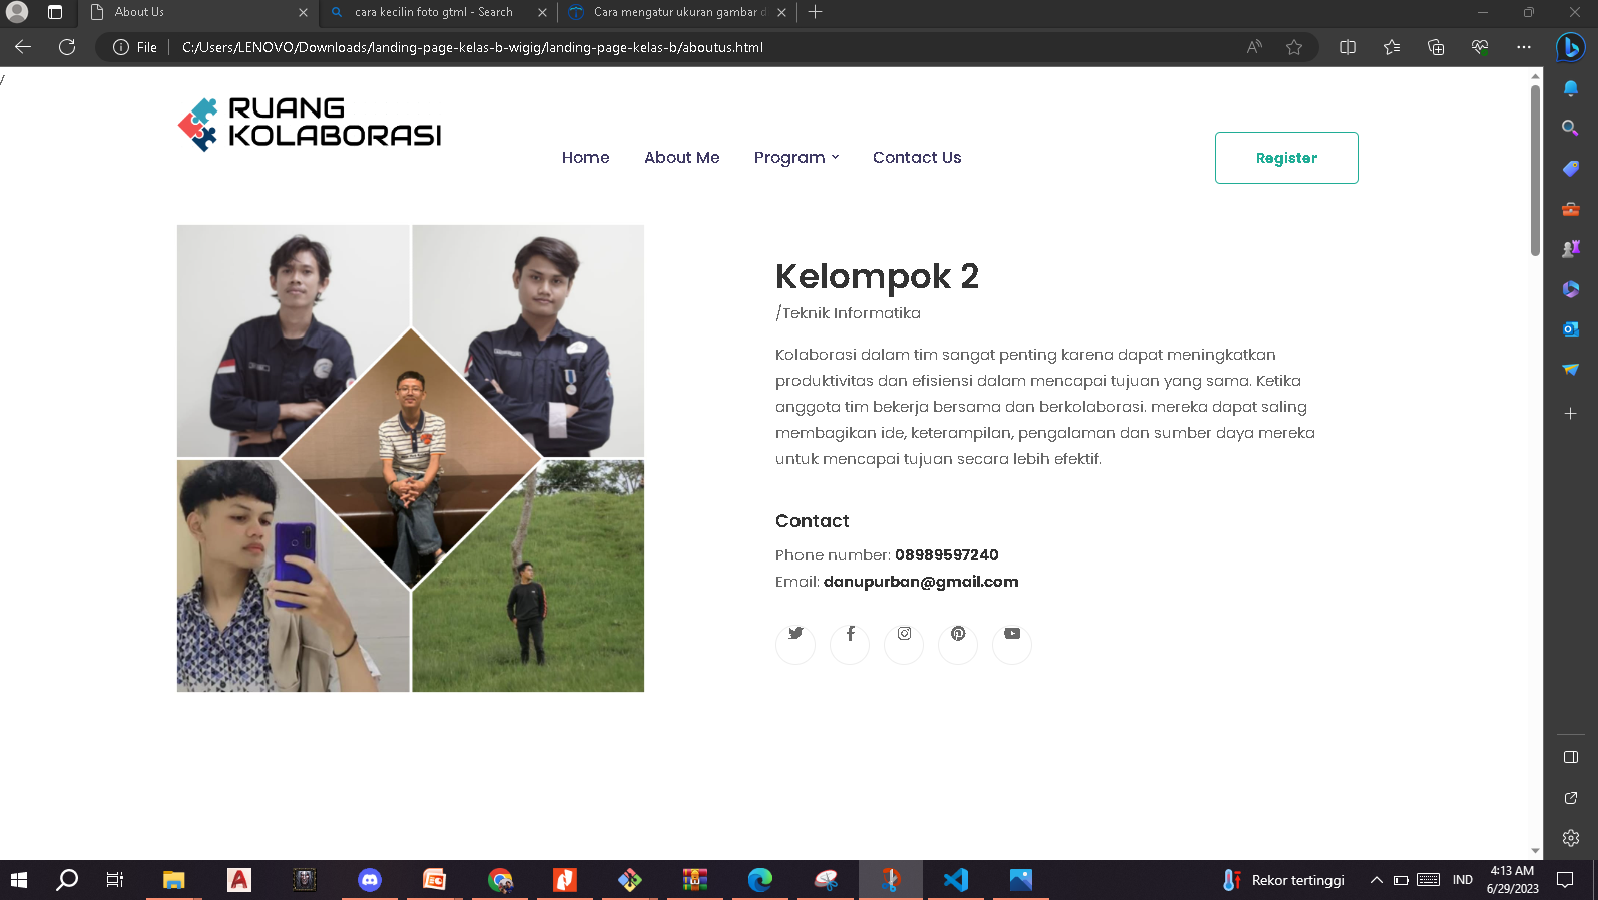 About Us
cara kecilin foto gtml - Search
Cara mengatur ukuran gambar d
File
C:/Users/LENOVO/Downloads/landing-page-kelas-b-wigig/landing-page-kelas-b/aboutus.html
/
RUANG
KOLABORASI
Home
About Me
Program
Contact Us
Register
Kelompok 2
/Teknik Informatika
Kolaborasi dalam tim sangat penting karena dapat meningkatkan
produktivitas dan efisiensi dalam mencapai tujuan yang sama. Ketika
anggota tim bekerja bersama dan berkolaborasi. mereka dapat saling
membagikan ide, keterampilan, pengalaman dan sumber daya mereka
untuk mencapai tujuan secara lebih efektif.
Contact
Phone number: 08989597240
Email: danupurban@gmail.com
Rekor tertinggi
IND
4:13 AM
6/29/2023